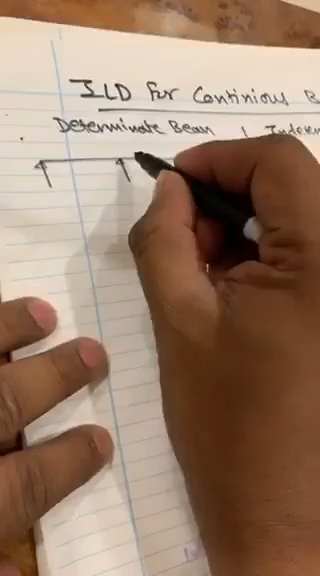 ILD For Continious B
Determinate Beam | Indeter